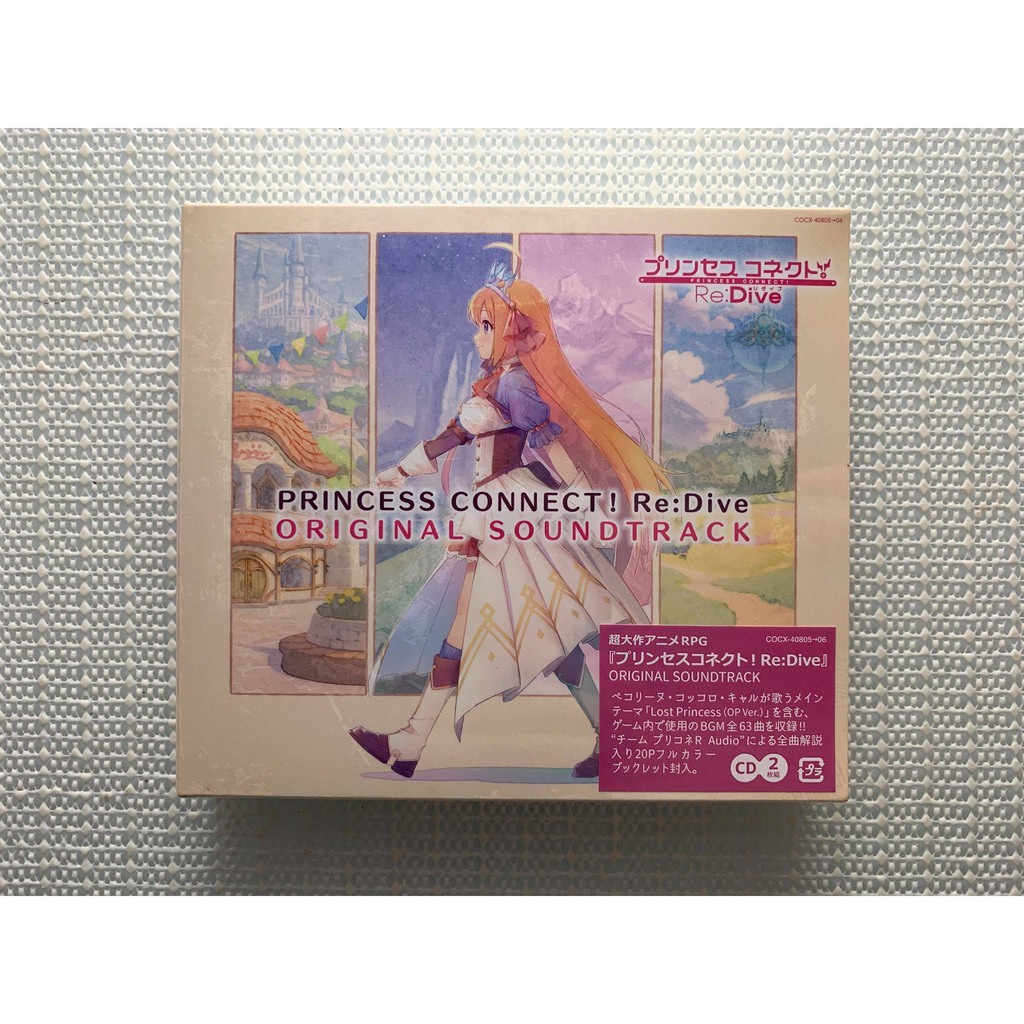 COCX-40805→06
プリンセス コネクト!
PRINCESS CONNECT!
リダイブ
Re:Dive
PRINCESS CONNECT! Re:Dive
ORIGINAL SOUNDTRACK
超大作アニメRPG
COCX-40805→06
『プリンセスコネクト! Re:Dive』
ORIGINAL SOUNDTRACK
ペコリーヌ・コッコロ・キャルが歌うメイン
テーマ「Lost Princess (OP Ver.)」を含む、
ゲーム内で使用のBGM全63曲を収録!!
“チーム プリコネR Audio”による全曲解説
入り20Pフルカラー
ブックレット封入。
CD 2
枚組
プラ